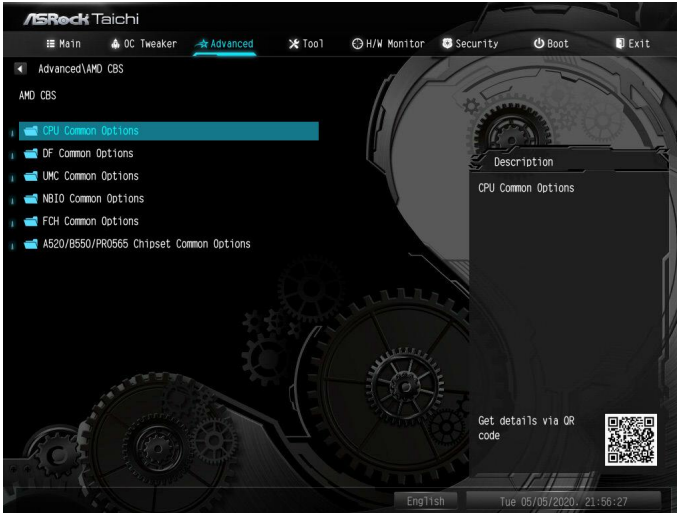 ASRock Taichi
Main OC Tweaker Advanced Tool H/W Monitor Security Boot Exit
Advanced\AMD CBS
AMD CBS
CPU Common Options
DF Common Options
UMC Common Options
NBIO Common Options
FCH Common Options
A520/B550/PRO565 Chipset Common Options
Description
CPU Common Options
Get details via QR
code
English Tue 05/05/2020. 21:56:27